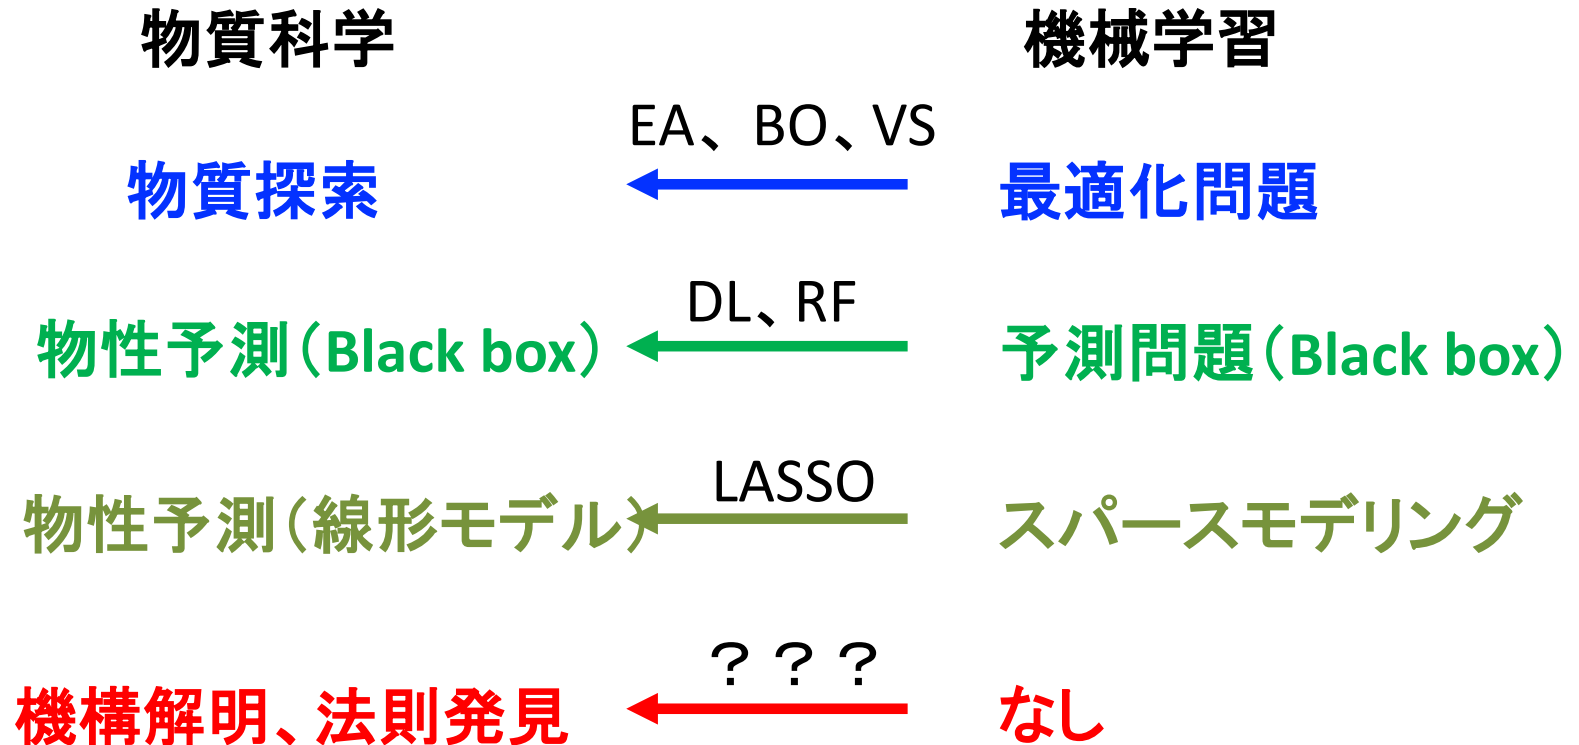 物質科学
機械学習
EA、BO、VS
物質探索
最適化問題
DL、RF
物性予測（Black box）
予測問題（Black box）
LASSO
物性予測（線形モデル）
スパースモデリング
？？？
機構解明、法則発見
なし